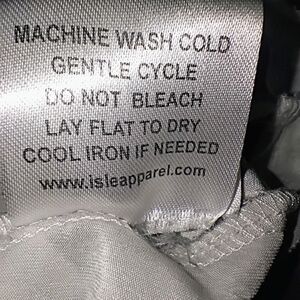 MACHINE WASH COLD
GENTLE CYCLE
DO NOT BLEACH
LAY FLAT TO DRY
COOL IRON IF NEEDED
www.isleapparel.com